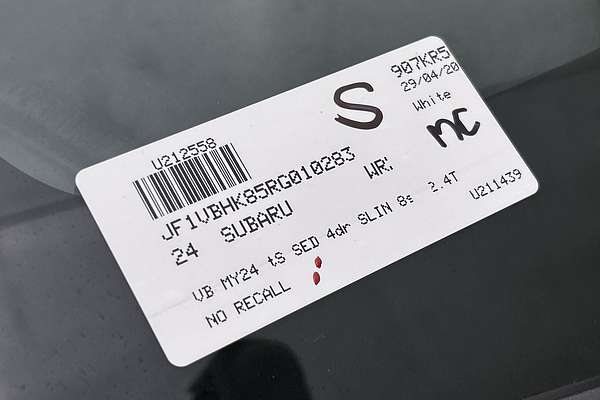 U212558
JF1VBHK85RG010283
24 SUBARU WR:
VB MY24 tS SED 4dr SLIN 8s 2.4T
NO RECALL
S
907KR5
29/04/20
White
MC
U211439